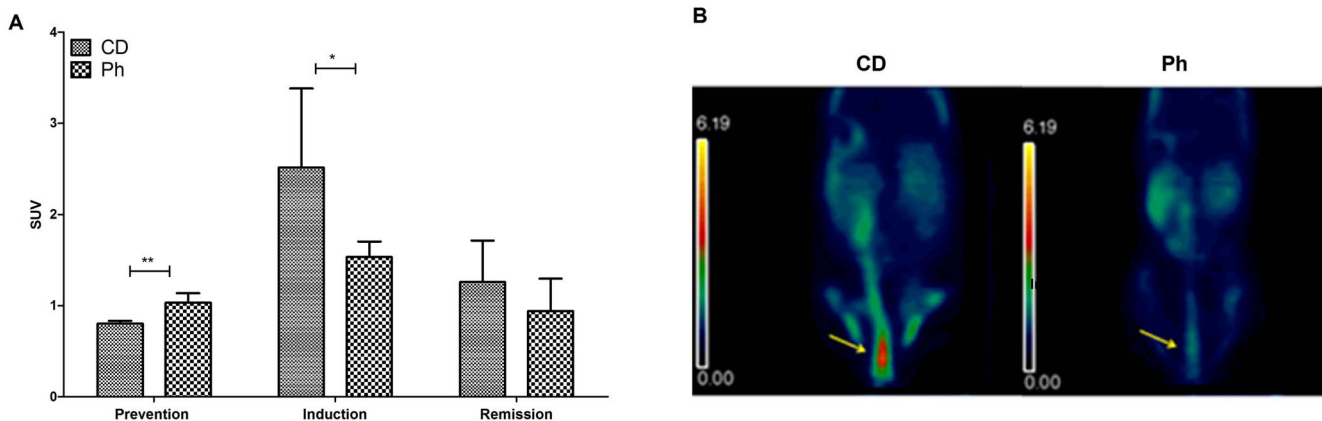 A
4
CD
Ph
*
3
2
SUV
**
1
0
Prevention
Induction
Remission
B
CD
Ph
6.19
0.00
6.19
0.00